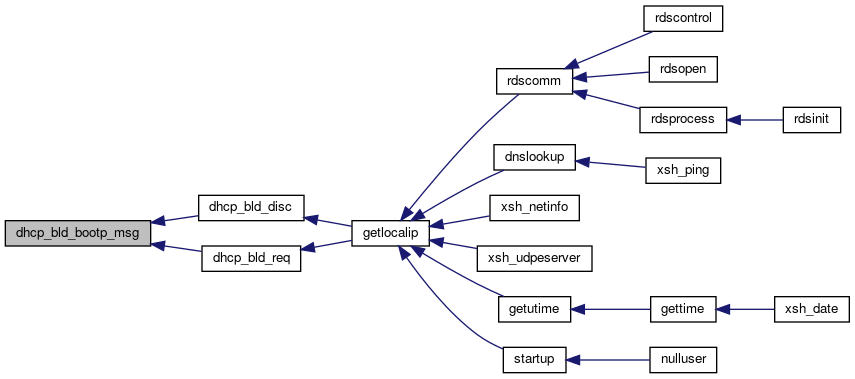 rdscontrol
rdsopen
rdscomm
rdsprocess
rdsinit
dnslookup
xsh_ping
dhcp_bld_disc
xsh_netinfo
dhcp_bld_bootp_msg
getlocalip
dhcp_bld_req
xsh_udpeserver
getutime
gettime
xsh_date
startup
nulluser